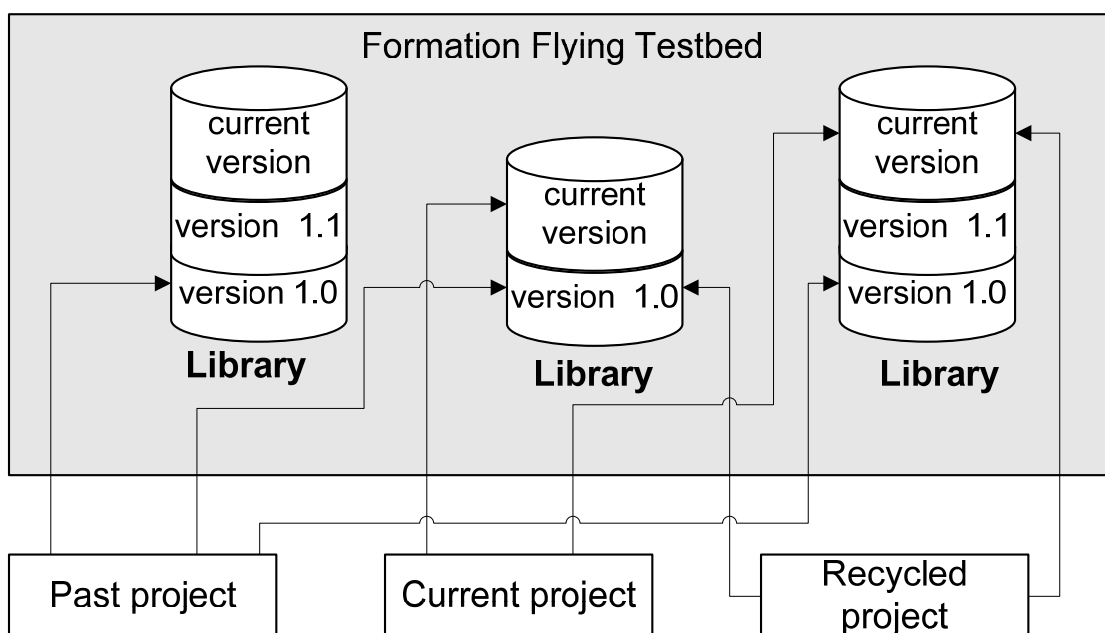 Formation Flying Testbed
current
version
version 1.1
version 1.0
Library
current
version
version 1.0
Library
current
version
version 1.1
version 1.0
Library
Past project
Current project
Recycled
project